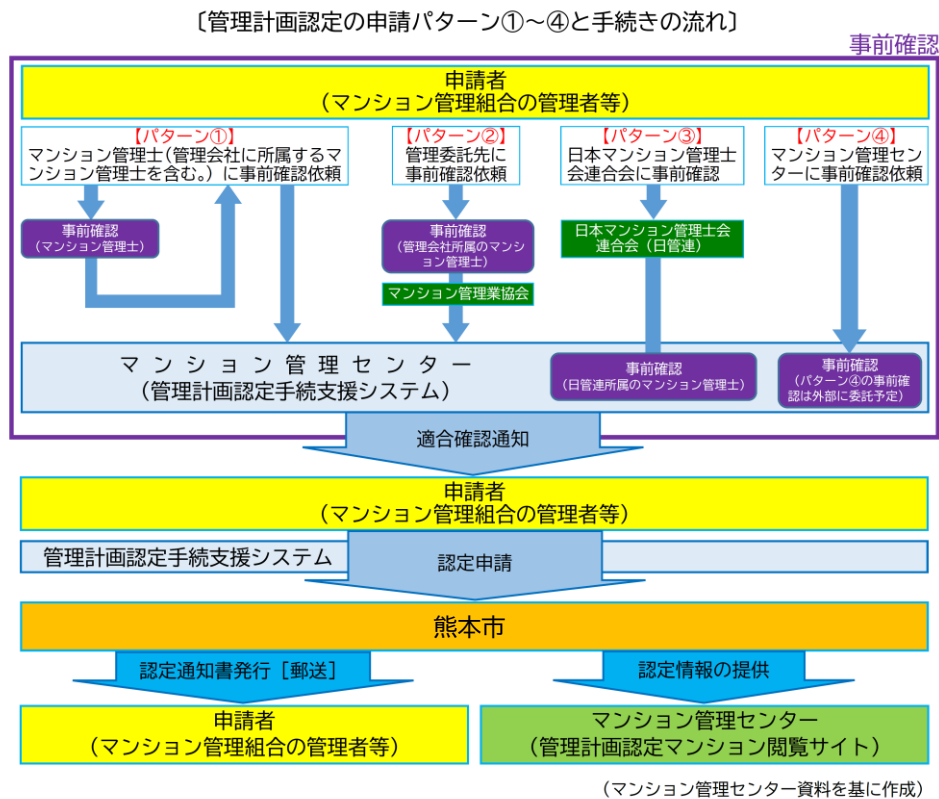 〔管理計画認定の申請パターン①～④と手続きの流れ〕
事前確認
申請者
（マンション管理組合の管理者等）
【パターン①】
マンション管理士（管理会社に所属するマ
ンション管理士を含む。）に事前確認依頼
【パターン②】
管理委託先に
事前確認依頼
【パターン③】
日本マンション管理士
会連合会に事前確認
【パターン④】
マンション管理セン
ターに事前確認依頼
事前確認
（マンション管理士）
事前確認
（管理会社所属のマンシ
ョン管理士）
マンション管理業協会
日本マンション管理士会
連合会（日管連）
マンション管理センター
（管理計画認定手続支援システム）
事前確認
（日管連所属のマンション管理士）
事前確認
（パターン④の事前確
認は外部に委託予定）
適合確認通知
申請者
（マンション管理組合の管理者等）
管理計画認定手続支援システム
認定申請
熊本市
認定通知書発行［郵送］
認定情報の提供
申請者
（マンション管理組合の管理者等）
マンション管理センター
（管理計画認定マンション閲覧サイト）
（マンション管理センター資料を基に作成）